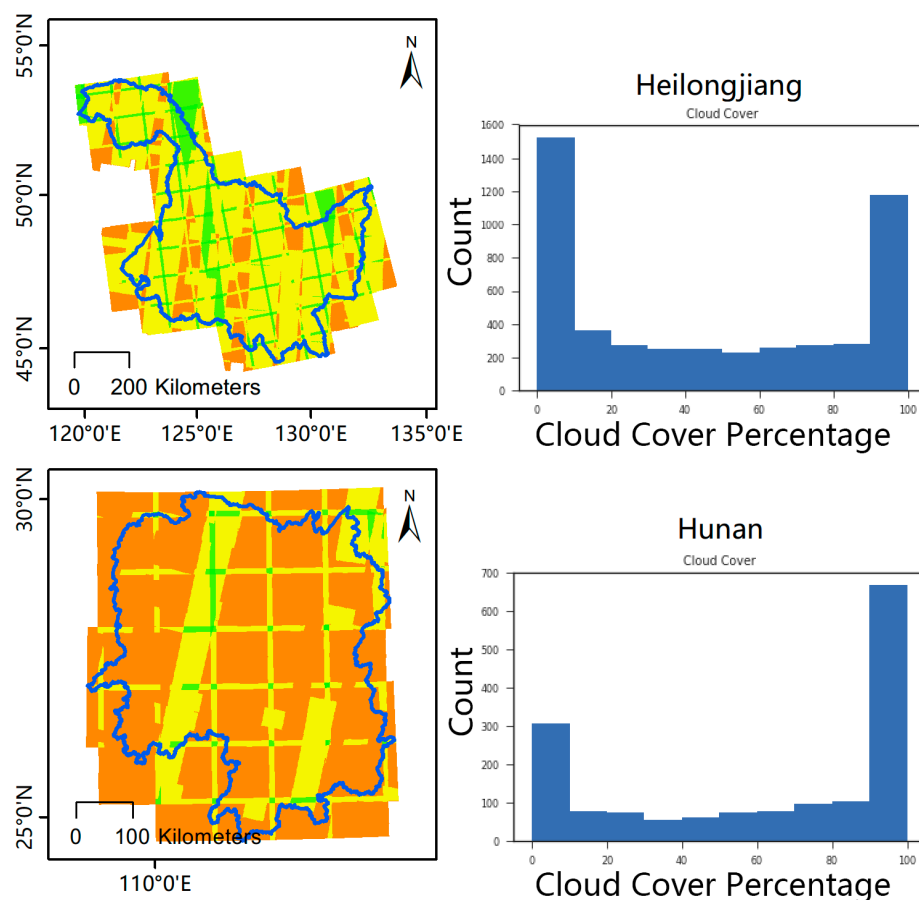 55°0'N
50°0'N
45°0'N
N
0 200 Kilometers
120°0'E 125°0'E 130°0'E 135°0'E
Heilongjiang
Cloud Cover
Count
1600
1400
1200
1000
800
600
400
200
0
0 20 40 60 80 100
Cloud Cover Percentage
30°0'N
25°0'N
N
0 100 Kilometers
110°0'E
Hunan
Cloud Cover
Count
700
600
500
400
300
200
100
0
0 20 40 60 80 100
Cloud Cover Percentage